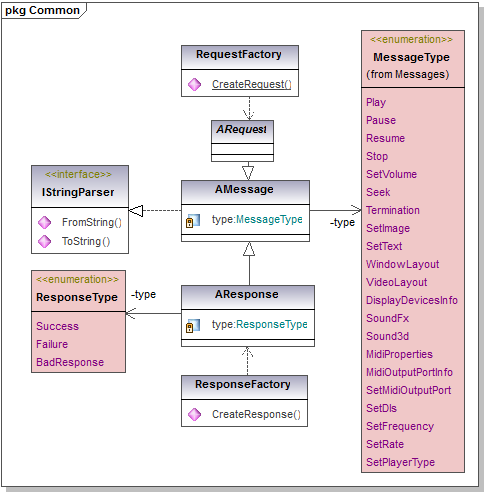 pkg Common
RequestFactory
CreateRequest()
ARequest
<<interface>>
IStringParser
FromString()
ToString()
AMessage
type:MessageType
-type
<<enumeration>>
MessageType
(from Messages)
Play
Pause
Resume
Stop
SetVolume
Seek
Termination
SetImage
SetText
WindowLayout
VideoLayout
DisplayDevicesInfo
SoundFx
Sound3d
MidiProperties
MidiOutputPortInfo
SetMidiOutputPort
SetDls
SetFrequency
SetRate
SetPlayerType
<<enumeration>>
ResponseType
Success
Failure
BadResponse
-type
AResponse
type:ResponseType
ResponseFactory
CreateResponse()